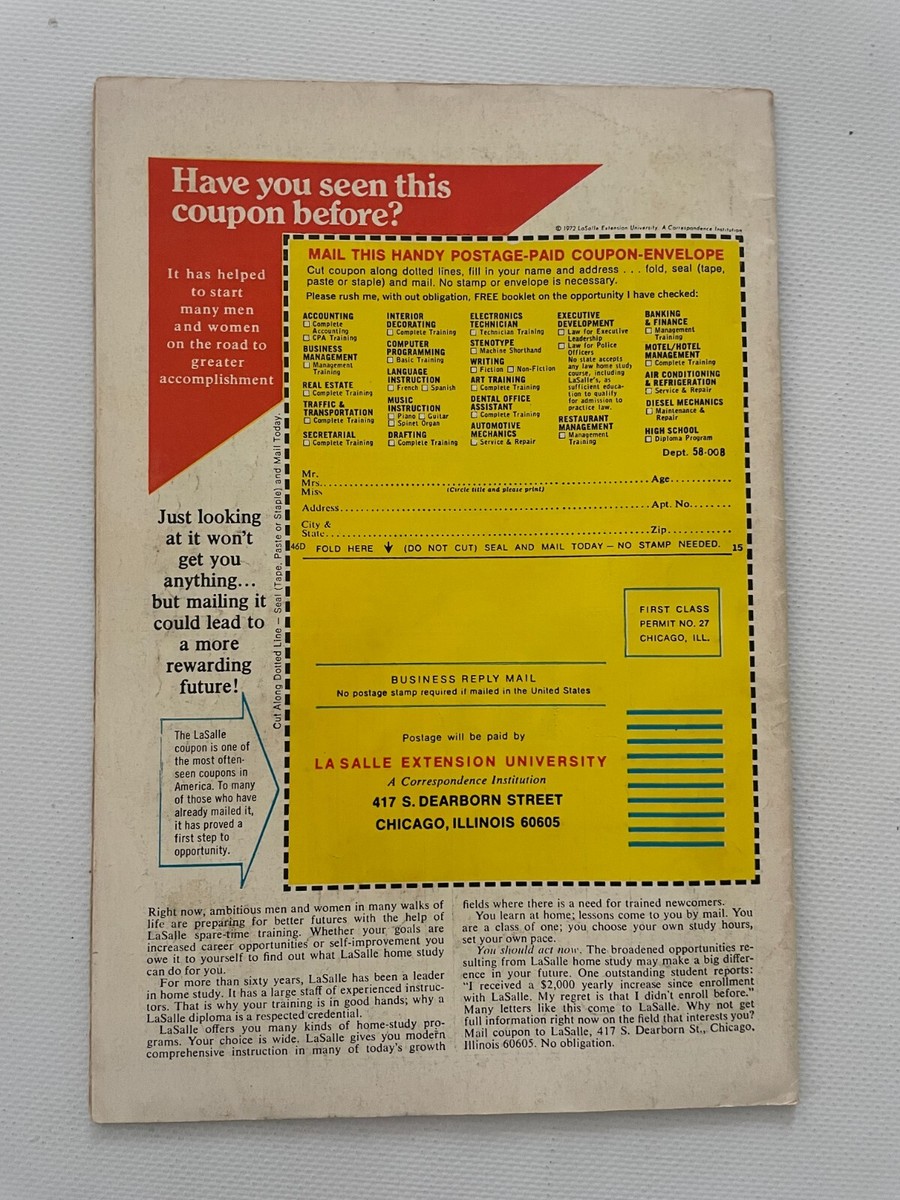 Have you seen this
coupon before?
It has helped
to start
many men
and women
on the road to
greater
accomplishment
Just looking
at it won't
get you
anything...
but mailing it
could lead to
a more
rewarding
future!
The LaSalle
coupon is one of
the most often-
seen coupons in
America. To many
of those who have
already mailed it,
it has proved a
first step to
opportunity.
Cut Along Dotted Line — Seal (Tape, Paste or Staple) and Mail Today.
© 1972 LaSalle Extension University. A Correspondence Institution
MAIL THIS HANDY POSTAGE-PAID COUPON-ENVELOPE
Cut coupon along dotted lines, fill in your name and address . . . fold, seal (tape,
paste or staple) and mail. No stamp or envelope is necessary.
Please rush me, with out obligation, FREE booklet on the opportunity I have checked:
ACCOUNTING
☐ Complete
Accounting
☐ CPA Training
BUSINESS
MANAGEMENT
☐ Management
Training
REAL ESTATE
☐ Complete Training
TRAFFIC &
TRANSPORTATION
☐ Complete Training
SECRETARIAL
☐ Complete Training
INTERIOR
DECORATING
☐ Complete Training
COMPUTER
PROGRAMMING
☐ Basic Training
LANGUAGE
INSTRUCTION
☐ French ☐ Spanish
MUSIC
INSTRUCTION
☐ Piano ☐ Guitar
☐ Spinet Organ
DRAFTING
☐ Complete Training
ELECTRONICS
TECHNICIAN
☐ Technician Training
STENOTYPE
☐ Machine Shorthand
WRITING
☐ Fiction ☐ Non-Fiction
ART TRAINING
☐ Complete Training
DENTAL OFFICE
ASSISTANT
☐ Complete Training
AUTOMOTIVE
MECHANICS
☐ Service & Repair
EXECUTIVE
DEVELOPMENT
☐ Law for Executive
Leadership
☐ Law for Police
Officers
No state accepts
any law home study
course, including
LaSalle's, as
sufficient educa-
tion to qualify
for admission to
practice law.
RESTAURANT
MANAGEMENT
☐ Management
Training
BANKING
& FINANCE
☐ Management
Training
MOTEL/HOTEL
MANAGEMENT
☐ Complete Training
AIR CONDITIONING
& REFRIGERATION
☐ Service & Repair
DIESEL MECHANICS
☐ Maintenance &
Repair
HIGH SCHOOL
☐ Diploma Program
Dept. 58-008
Mr.
Mrs. Age
Miss (Circle title and please print)
Address Apt. No.
City &
State Zip
46D FOLD HERE ↓ (DO NOT CUT) SEAL AND MAIL TODAY — NO STAMP NEEDED. 15
FIRST CLASS
PERMIT NO. 27
CHICAGO, ILL.
BUSINESS REPLY MAIL
No postage stamp required if mailed in the United States
Postage will be paid by
LA SALLE EXTENSION UNIVERSITY
A Correspondence Institution
417 S. DEARBORN STREET
CHICAGO, ILLINOIS 60605
Right now, ambitious men and women in many walks of
life are preparing for better futures with the help of
LaSalle spare-time training. Whether your goals are
increased career opportunities or self-improvement you
owe it to yourself to find out what LaSalle home study
can do for you.
For more than sixty years, LaSalle has been a leader
in home study. It has a large staff of experienced instruc-
tors. That is why your training is in good hands; why a
LaSalle diploma is a respected credential.
LaSalle offers you many kinds of home-study pro-
grams. Your choice is wide. LaSalle gives you modern
comprehensive instruction in many of today's growth
fields where there is a need for trained newcomers.
You learn at home; lessons come to you by mail. You
are a class of one; you choose your own study hours,
set your own pace.
You should act now. The broadened opportunities re-
sulting from LaSalle home study may make a big differ-
ence in your future. One outstanding student reports:
"I received a $2,000 yearly increase since enrollment
with LaSalle. My regret is that I didn't enroll before."
Many letters like this come to LaSalle. Why not get
full information right now on the field that interests you?
Mail coupon to LaSalle, 417 S. Dearborn St., Chicago,
Illinois 60605. No obligation.